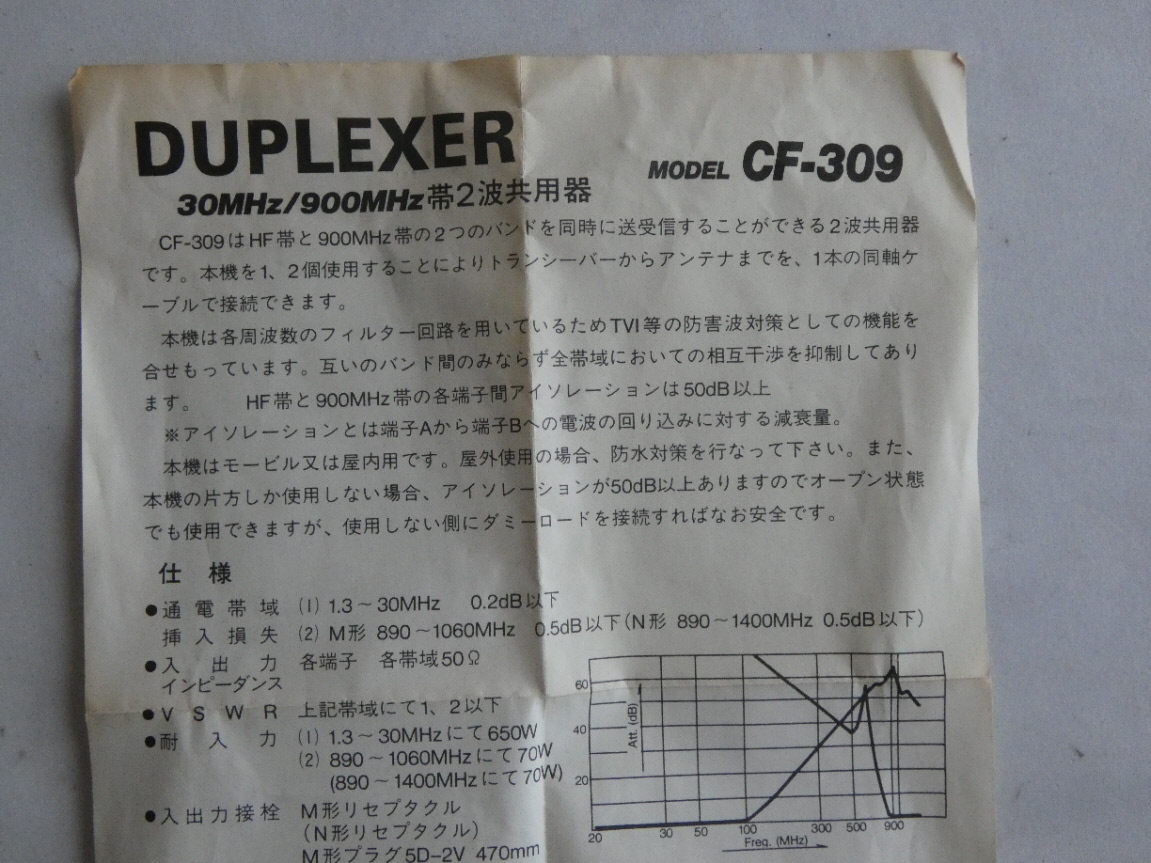 DUPLEXER
MODEL CF-309
30MHz/900MHz帯2波共用器
CF-309はHF帯と900MHz帯の2つのバンドを同時に送受信することができる2波共用器
です。本機を1、2個使用することによりトランシーバーからアンテナまでを、1本の同軸ケ
ーブルで接続できます。
本機は各周波数のフィルター回路を用いているためTVI等の防害波対策としての機能を
合せもっています。互いのバンド間のみならず全帯域においての相互干渉を抑制してあり
ます。 HF帯と900MHz帯の各端子間アイソレーションは50dB以上
※アイソレーションとは端子Aから端子Bへの電波の回り込みに対する減衰量。
本機はモービル又は屋内用です。屋外使用の場合、防水対策を行なって下さい。また、
本機の片方しか使用しない場合、アイソレーションが50dB以上ありますのでオープン状態
でも使用できますが、使用しない側にダミーロードを接続すればなお安全です。
仕様
●通電帯域 (1) 1.3~30MHz 0.2dB以下
挿入損失 (2) M形 890~1060MHz 0.5dB以下(N形 890~1400MHz 0.5dB以下)
●入出力 各端子 各帯域50Ω
インピーダンス
●VSWR 上記帯域にて1、2以下
●耐入力 (1) 1.3~30MHzにて650W
(2) 890~1060MHzにて70W
(890~1400MHzにて70W)
●入出力接栓 M形リセプタクル
(N形リセプタクル)
M形プラグ5D-2V 470mm
60
40
20
Att. (dB)
20 30 50 100 300 500 900
Freq. (MHz)